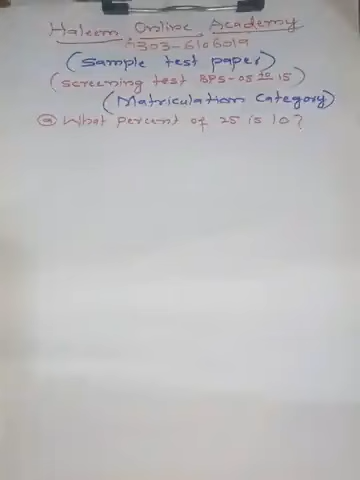 Haleem Online Academy
0303-6106019
(Sample test paper)
(screening test BPS-05 to 15)
(Matriculation Category)
(a) What percent of 25 is 10?